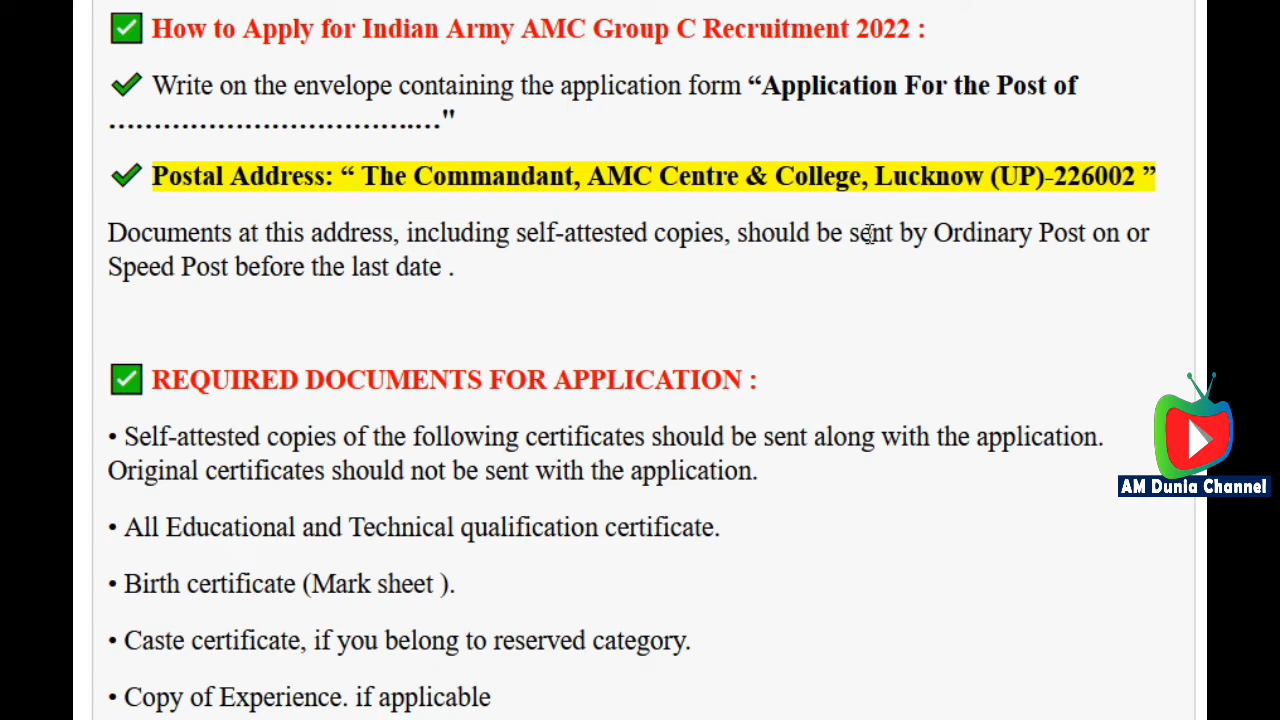 How to Apply for Indian Army AMC Group C Recruitment 2022 :
Write on the envelope containing the application form “Application For the Post of
…………………………….…"
Postal Address: “ The Commandant, AMC Centre & College, Lucknow (UP)-226002 ”
Documents at this address, including self-attested copies, should be sent by Ordinary Post on or
Speed Post before the last date .
REQUIRED DOCUMENTS FOR APPLICATION :
• Self-attested copies of the following certificates should be sent along with the application.
Original certificates should not be sent with the application.
AM Dunia Channel
• All Educational and Technical qualification certificate.
• Birth certificate (Mark sheet ).
• Caste certificate, if you belong to reserved category.
• Copy of Experience. if applicable